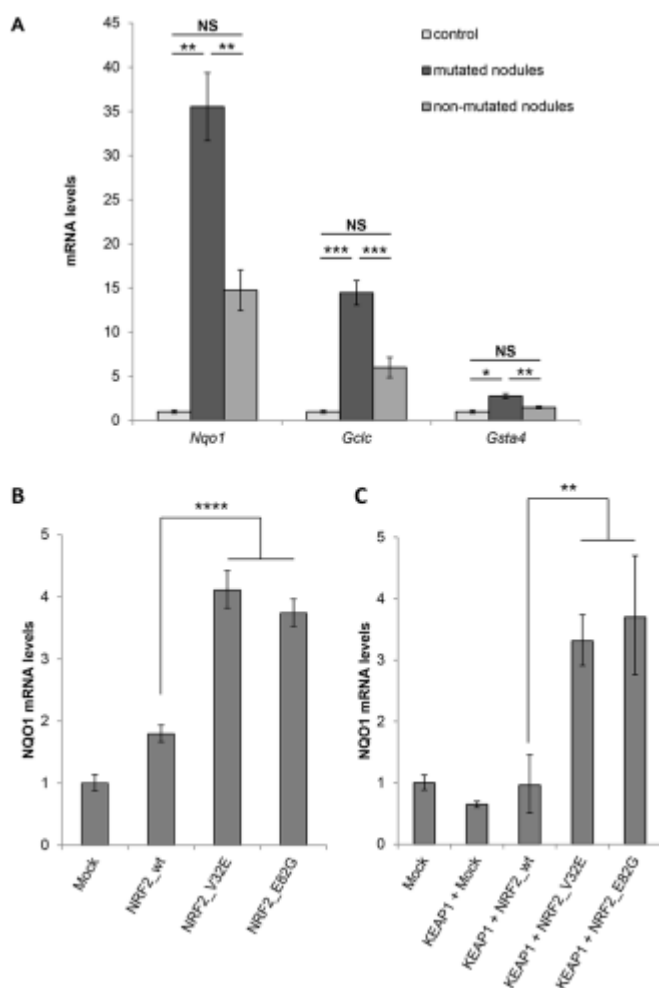 A
45
40
35
30
25
20
15
10
5
0
mRNA levels
NS
** **
NS
*** ***
NS
* **
control
mutated nodules
non-mutated nodules
Nqo1 Gclc Gsta4
B
5
4
3
2
1
0
NQO1 mRNA levels
****
Mock
NRF2_wt
NRF2_V32E
NRF2_E82G
C
5
4
3
2
1
0
NQO1 mRNA levels
**
Mock
KEAP1 + Mock
KEAP1 + NRF2_wt
KEAP1 + NRF2_V32E
KEAP1 + NRF2_E82G